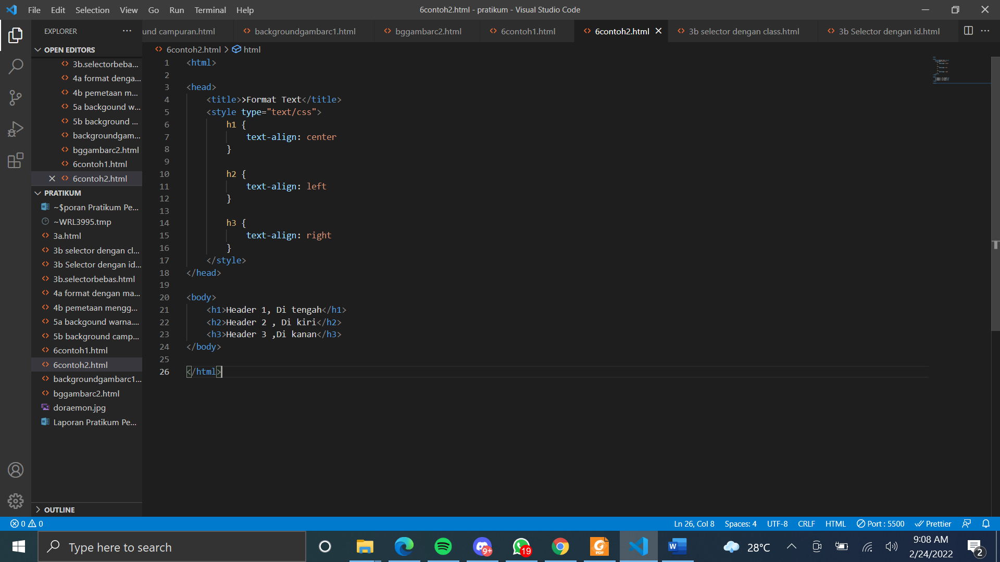 File Edit Selection View Go Run Terminal Help
6contoh2.html - pratikum - Visual Studio Code
EXPLORER
und campuran.html
backgroundgambarc1.html
bggambarc2.html
6contoh1.html
6contoh2.html
3b selector dengan class.html
3b Selector dengan id.html
OPEN EDITORS
3b.selectorbeba...
4a format denga...
4b pemetaan m...
5a backgound w...
5b background ...
backgroundgam...
bggambarc2.html
6contoh1.html
6contoh2.html
PRATIKUM
~$poran Pratikum Pe...
~WRL3995.tmp
3a.html
3b selector dengan cl...
3b Selector dengan id...
3b.selectorbebas.html
4a format dengan ma...
4b pemetaan mengg...
5a backgound warna....
5b background camp...
6contoh1.html
6contoh2.html
backgroundgambarc1...
bggambarc2.html
doraemon.jpg
Laporan Pratikum Pe...
OUTLINE
6contoh2.html > html
1 <html>
2
3 <head>
4 <title>>Format Text</title>
5 <style type="text/css">
6 h1 {
7 text-align: center
8 }
9
10 h2 {
11 text-align: left
12 }
13
14 h3 {
15 text-align: right
16 }
17 </style>
18 </head>
19
20 <body>
21 <h1>Header 1, Di tengah</h1>
22 <h2>Header 2 , Di kiri</h2>
23 <h3>Header 3 ,Di kanan</h3>
24 </body>
25
26 </html>
0 0
Ln 26, Col 8 Spaces: 4 UTF-8 CRLF HTML Port : 5500 Prettier
Type here to search
9+
19
PDF
W
28°C
9:08 AM
2/24/2022
2